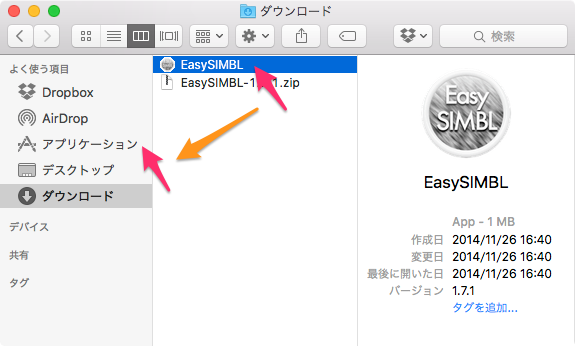 ダウンロード
検索
よく使う項目
Dropbox
AirDrop
アプリケーション
デスクトップ
ダウンロード
デバイス
共有
タグ
EasySIMBL
.zip
Easy
SIMBL
EasySIMBL
App - 1 MB
作成日 2014/11/26 16:40
変更日 2014/11/26 16:40
最後に開いた日 2014/11/26 16:40
バージョン 1.7.1
タグを追加...